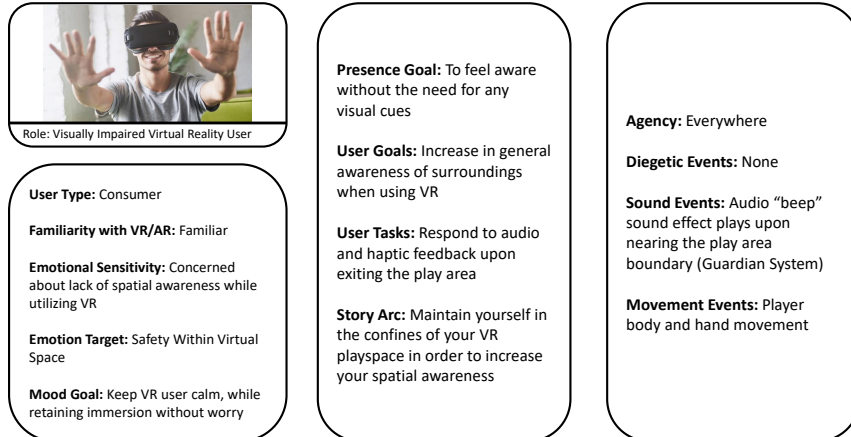 Role: Visually Impaired Virtual Reality User
User Type: Consumer
Familiarity with VR/AR: Familiar
Emotional Sensitivity: Concerned
about lack of spatial awareness while
utilizing VR
Emotion Target: Safety Within Virtual
Space
Mood Goal: Keep VR user calm, while
retaining immersion without worry
Presence Goal: To feel aware
without the need for any
visual cues
User Goals: Increase in general
awareness of surroundings
when using VR
User Tasks: Respond to audio
and haptic feedback upon
exiting the play area
Story Arc: Maintain yourself in
the confines of your VR
playspace in order to increase
your spatial awareness
Agency: Everywhere
Diegetic Events: None
Sound Events: Audio “beep”
sound effect plays upon
nearing the play area
boundary (Guardian System)
Movement Events: Player
body and hand movement